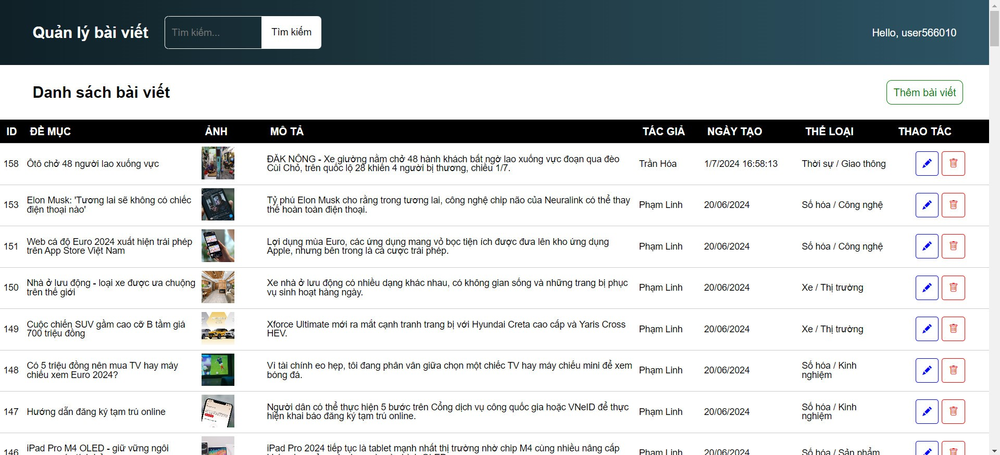 Quản lý bài viết
Tìm kiếm...
Tìm kiếm
Hello, user566010
Danh sách bài viết
Thêm bài viết
ID ĐỀ MỤC ẢNH MÔ TẢ TÁC GIẢ NGÀY TẠO THỂ LOẠI THAO TÁC
158 Ôtô chở 48 người lao xuống vực
ĐĂK NÔNG - Xe giường nằm chở 48 hành khách bất ngờ lao xuống vực đoạn qua đèo
Cùi Chỏ, trên quốc lộ 28 khiến 4 người bị thương, chiều 1/7.
Trần Hóa 1/7/2024 16:58:13 Thời sự / Giao thông
153 Elon Musk: 'Tương lai sẽ không có chiếc
điện thoại nào'
Tỷ phú Elon Musk cho rằng trong tương lai, công nghệ chip não của Neuralink có thể thay
thế hoàn toàn điện thoại.
Phạm Linh 20/06/2024 Số hóa / Công nghệ
151 Web cá độ Euro 2024 xuất hiện trái phép
trên App Store Việt Nam
Lợi dụng mùa Euro, các ứng dụng mang vỏ bọc tiện ích được đưa lên kho ứng dụng
Apple, nhưng bên trong là cá cược trái phép.
Phạm Linh 20/06/2024 Số hóa / Công nghệ
150 Nhà ở lưu động - loại xe được ưa chuộng
trên thế giới
Xe nhà ở lưu động có nhiều dạng khác nhau, có không gian sống và những trang bị phục
vụ sinh hoạt hàng ngày.
Phạm Linh 20/06/2024 Xe / Thị trường
149 Cuộc chiến SUV gầm cao cỡ B tầm giá
700 triệu đồng
Xforce Ultimate mới ra mắt cạnh tranh trang bị với Hyundai Creta cao cấp và Yaris Cross
HEV.
Phạm Linh 20/06/2024 Xe / Thị trường
148 Có 5 triệu đồng nên mua TV hay máy
chiếu xem Euro 2024?
Vì tài chính eo hẹp, tôi đang phân vân giữa chọn một chiếc TV hay máy chiếu mini để xem
bóng đá.
Phạm Linh 20/06/2024 Số hóa / Kinh
nghiệm
147 Hướng dẫn đăng ký tạm trú online
Người dân có thể thực hiện 5 bước trên Cổng dịch vụ công quốc gia hoặc VNeID để thực
hiện khai báo đăng ký tạm trú online.
Phạm Linh 20/06/2024 Số hóa / Kinh
nghiệm
146 iPad Pro M4 OLED - giữ vững ngôi
iPad Pro 2024 tiếp tục là tablet mạnh nhất thị trường nhờ chip M4 cùng nhiều nâng cấp
Phạm Linh 20/06/2024 Số hóa / Sản phẩm